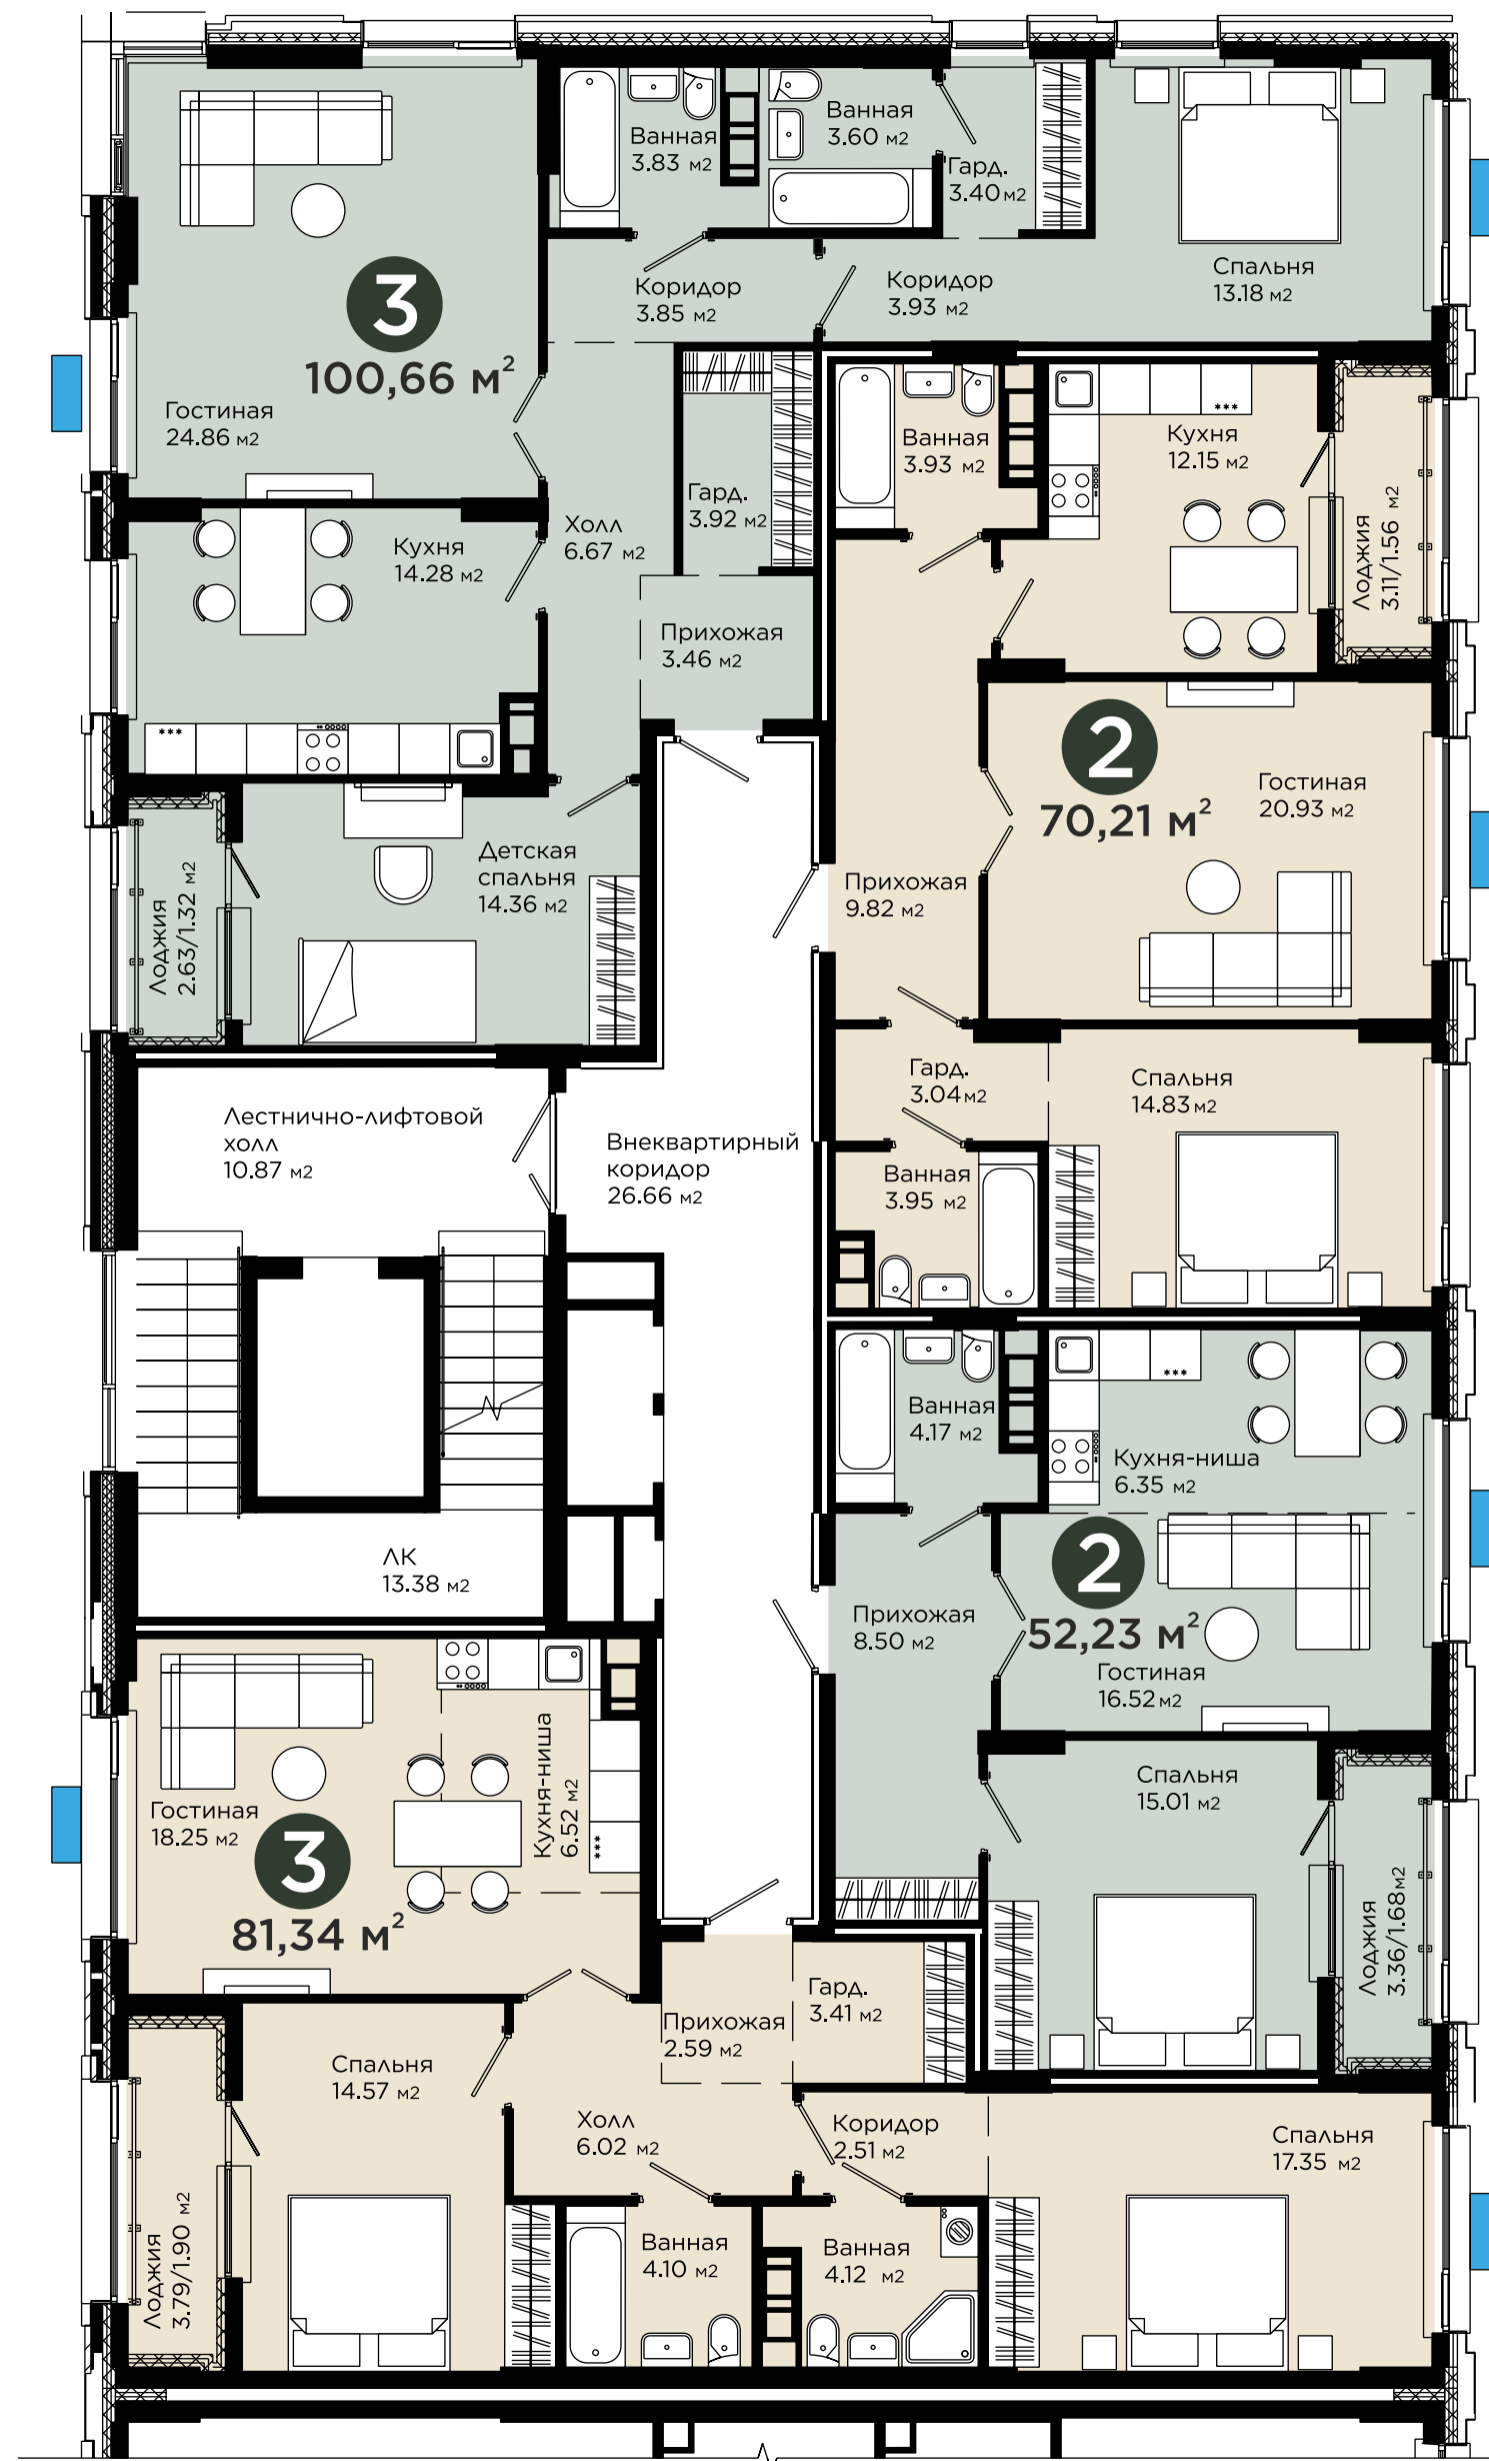 Ванная
3.83 м2
Ванная
3.60 м2
Гард.
3.40 м2
Спальня
13.18 м2
Коридор
3.85 м2
Коридор
3.93 м2
3
100,66 м²
Гостиная
24.86 м2
Ванная
3.93 м2
Кухня
12.15 м2
Лоджия
3.11/1.56 м2
Гард.
3.92 м2
Холл
6.67 м2
Кухня
14.28 м2
***
***
Прихожая
3.46 м2
2
70,21 м²
Гостиная
20.93 м2
Детская
спальня
14.36 м2
Лоджия
2.63/1.32 м2
Прихожая
9.82 м2
Гард.
3.04 м2
Спальня
14.83 м2
Лестнично-лифтовой
холл
10.87 м2
Внеквартирный
коридор
26.66 м2
Ванная
3.95 м2
Ванная
4.17 м2
***
Кухня-ниша
6.35 м2
ЛК
13.38 м2
2
52,23 м²
Прихожая
8.50 м2
Гостиная
16.52 м2
Гостиная
18.25 м2
Кухня-ниша
6.52 м2
***
3
81,34 м²
Спальня
15.01 м2
Лоджия
3.36/1.68 м2
Гард.
3.41 м2
Прихожая
2.59 м2
Спальня
14.57 м2
Холл
6.02 м2
Коридор
2.51 м2
Спальня
17.35 м2
Лоджия
3.79/1.90 м2
Ванная
4.10 м2
Ванная
4.12 м2